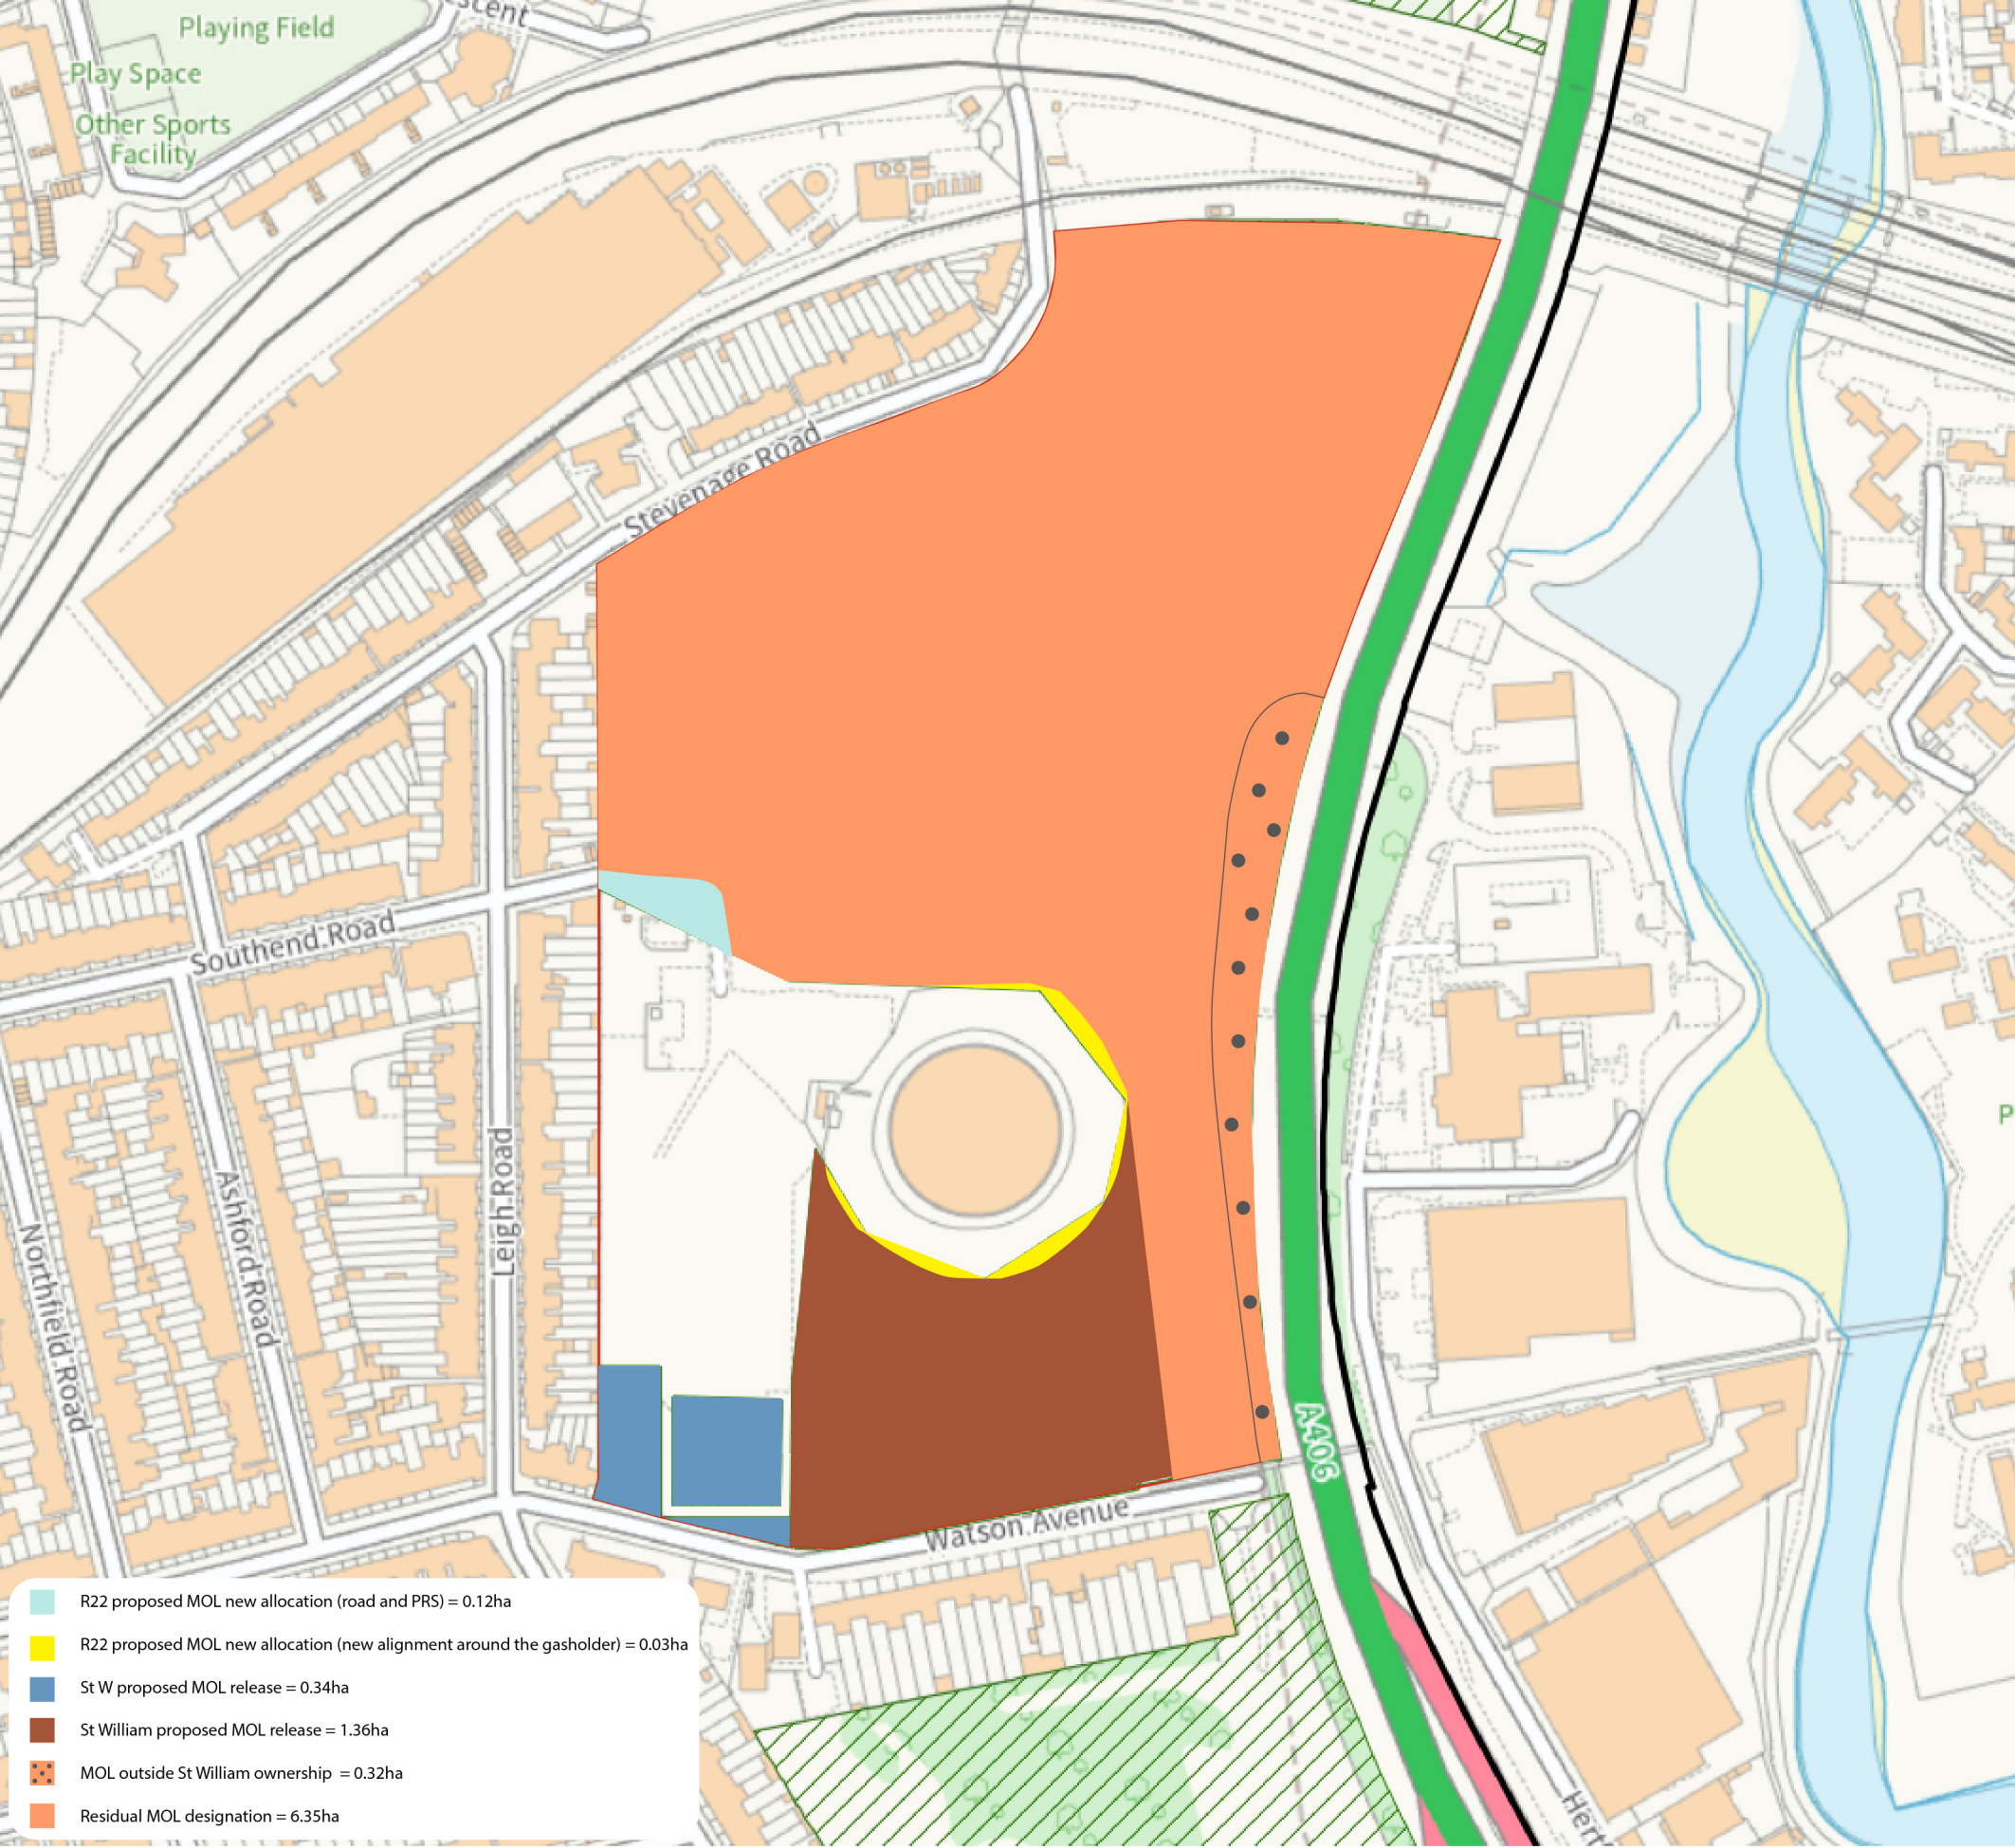 scent
Playing Field
Play Space
Other Sports
Facility
Stevenage Road
Southend Road
Leigh Road
Ashford Road
Northfield Road
A406
Watson Avenue
P
Hert
R22 proposed MOL new allocation (road and PRS) = 0.12ha
R22 proposed MOL new allocation (new alignment around the gasholder) = 0.03ha
St W proposed MOL release = 0.34ha
St William proposed MOL release = 1.36ha
MOL outside St William ownership = 0.32ha
Residual MOL designation = 6.35ha